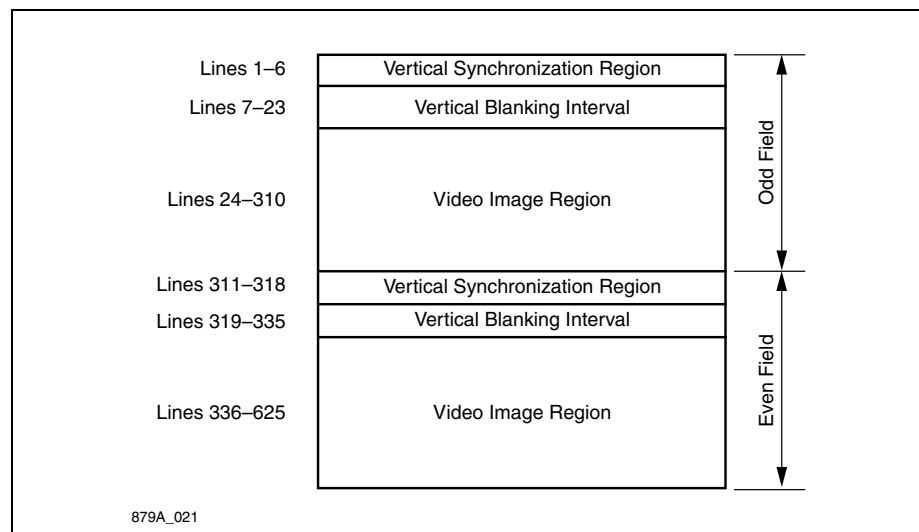 Lines 1–6 Vertical Synchronization Region
Lines 7–23 Vertical Blanking Interval
Lines 24–310 Video Image Region
Odd Field
Lines 311–318 Vertical Synchronization Region
Lines 319–335 Vertical Blanking Interval
Lines 336–625 Video Image Region
Even Field
879A_021